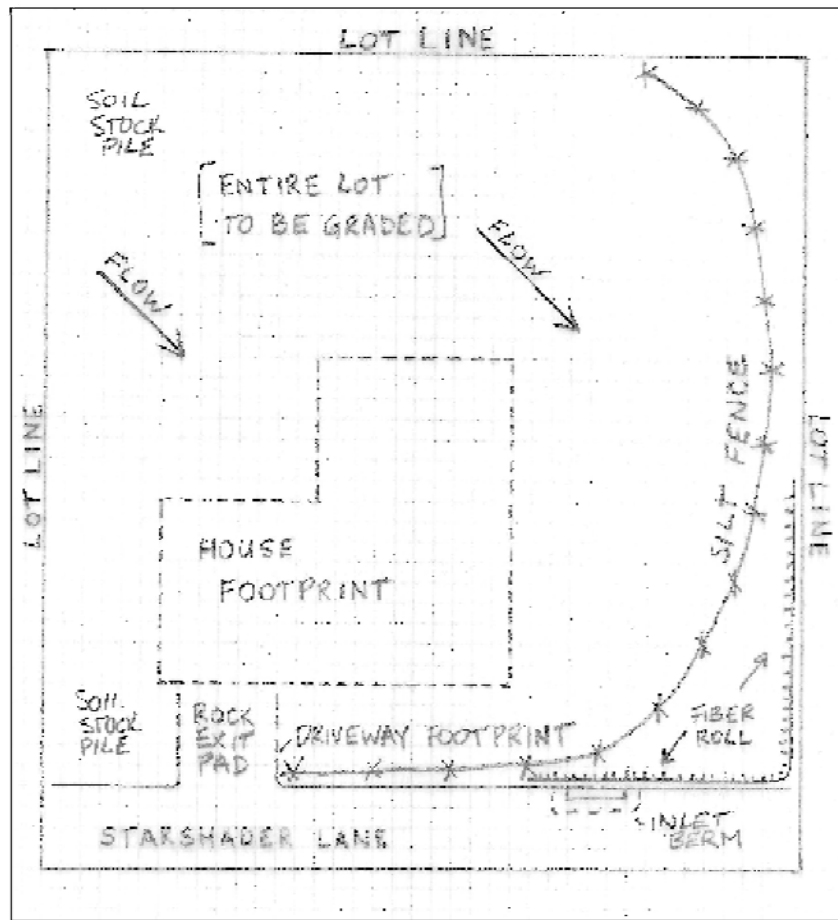 LOT LINE
SOIL
STOCK
PILE
ENTIRE LOT
TO BE GRADED
FLOW
FLOW
LOT LINE
SILT FENCE
LOT LINE
HOUSE
FOOTPRINT
SOIL
STOCK
PILE
ROCK
EXIT
PAD
DRIVEWAY FOOTPRINT
FIBER
ROLL
STARSHADER LANE
INLET
BERM